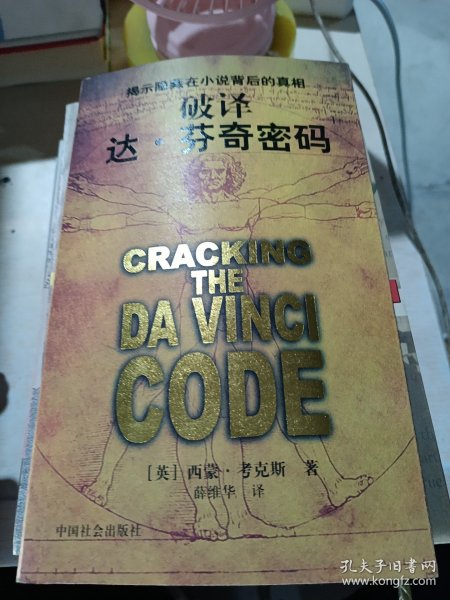 揭示隐藏在小说背后的真相
破译
达·芬奇密码
CRACKING
THE
DA VINCI
CODE
[英] 西蒙·考克斯 著
薛维华 译
中国社会出版社
孔夫子旧书网
www.kongfz.com